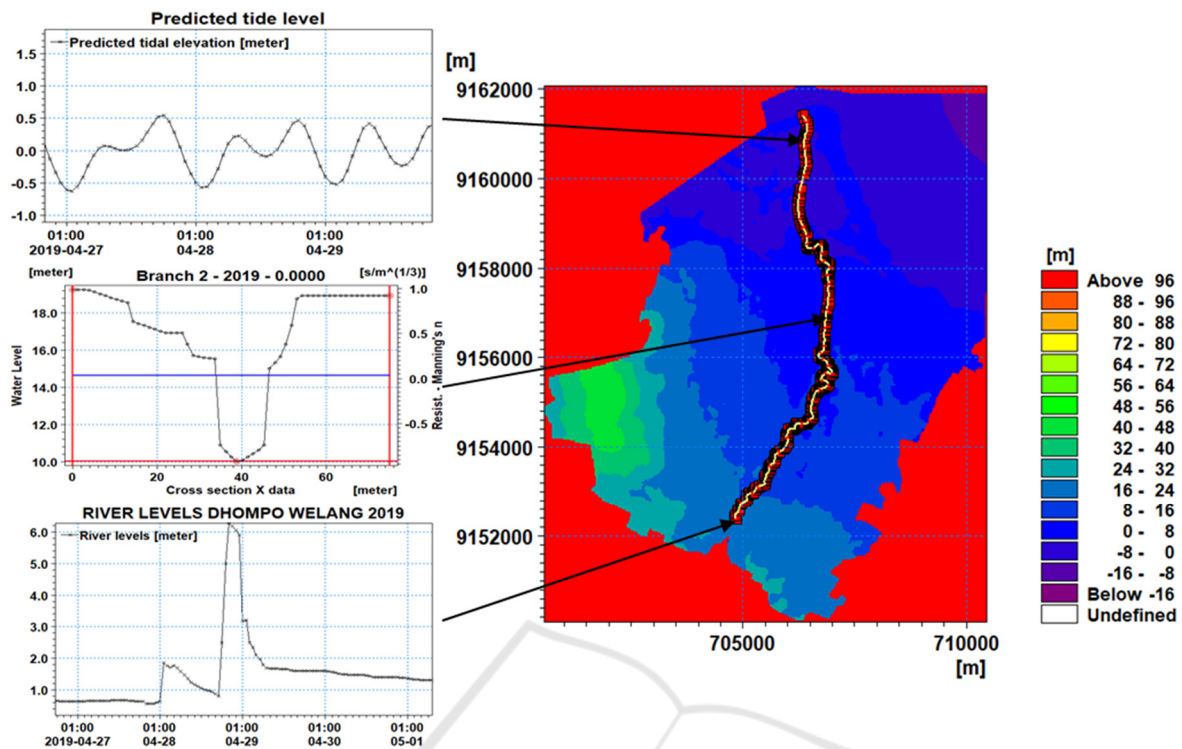 Predicted tide level
Predicted tidal elevation [meter]
1.5
1.0
0.5
0.0
-0.5
-1.0
01:00 01:00 01:00
2019-04-27 04-28 04-29
[meter] Branch 2 - 2019 - 0.0000 [s/m^(1/3)]
18.0
16.0
14.0
12.0
10.0
Water Level
1.0
0.5
0.0
-0.5
Resist. - Manning's n
0 20 40 60
Cross section X data [meter]
RIVER LEVELS DHOMPO WELANG 2019
River levels [meter]
6.0
5.0
4.0
3.0
2.0
1.0
01:00 01:00 01:00 01:00 01:00
2019-04-27 04-28 04-29 04-30 05-01
[m]
9162000
9160000
9158000
9156000
9154000
9152000
705000 710000
[m]
[m]
Above 96
88 - 96
80 - 88
72 - 80
64 - 72
56 - 64
48 - 56
40 - 48
32 - 40
24 - 32
16 - 24
8 - 16
0 - 8
-8 - 0
-16 - -8
Below -16
Undefined